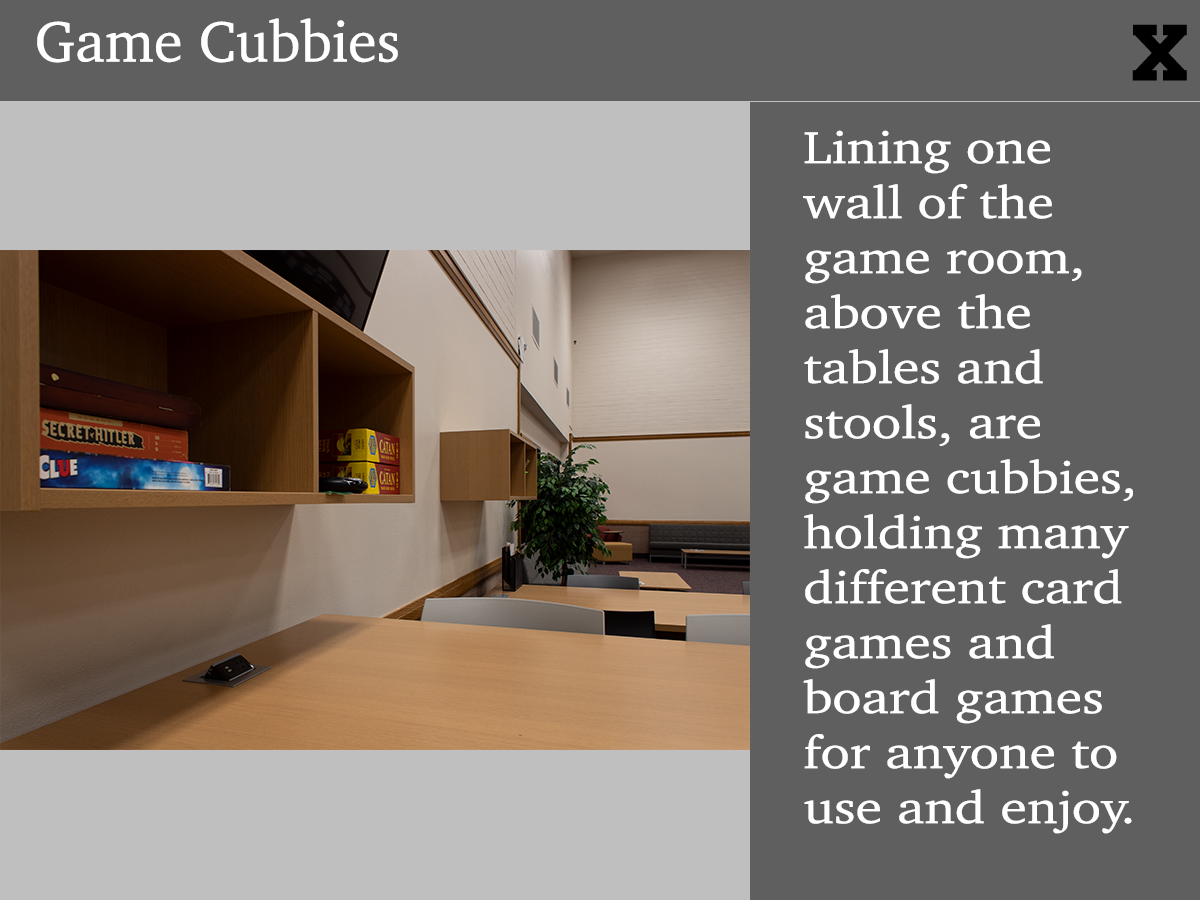 Game Cubbies
X
Lining one
wall of the
game room,
above the
tables and
stools, are
game cubbies,
holding many
different card
games and
board games
for anyone to
use and enjoy.
SECRET HITLER
CLUE
CATAN
CATAN